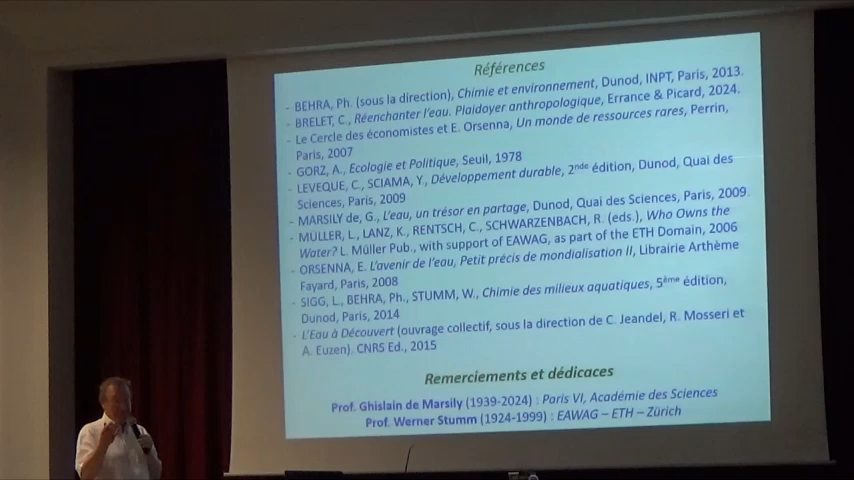 Références
- BEHRA, Ph. (sous la direction), Chimie et environnement, Dunod, INPT, Paris, 2013.
- BRELET, C., Réenchanter l'eau. Plaidoyer anthropologique, Errance & Picard, 2024.
- Le Cercle des économistes et E. Orsenna, Un monde de ressources rares, Perrin,
Paris, 2007
- GORZ, A., Ecologie et Politique, Seuil, 1978
- LEVEQUE, C., SCIAMA, Y., Développement durable, 2nde édition, Dunod, Quai des
Sciences, Paris, 2009
- MARSILY de, G., L'eau, un trésor en partage, Dunod, Quai des Sciences, Paris, 2009.
- MÜLLER, L., LANZ, K., RENTSCH, C., SCHWARZENBACH, R. (eds.), Who Owns the
Water? L. Müller Pub., with support of EAWAG, as part of the ETH Domain, 2006
- ORSENNA, E. L'avenir de l'eau, Petit précis de mondialisation II, Librairie Arthème
Fayard, Paris, 2008
- SIGG, L., BEHRA, Ph., STUMM, W., Chimie des milieux aquatiques, 5ème édition,
Dunod, Paris, 2014
- L'Eau à Découvert (ouvrage collectif, sous la direction de C. Jeandel, R. Mosseri et
A. Euzen). CNRS Ed., 2015
Remerciements et dédicaces
Prof. Ghislain de Marsily (1939-2024) : Paris VI, Académie des Sciences
Prof. Werner Stumm (1924-1999) : EAWAG – ETH – Zürich